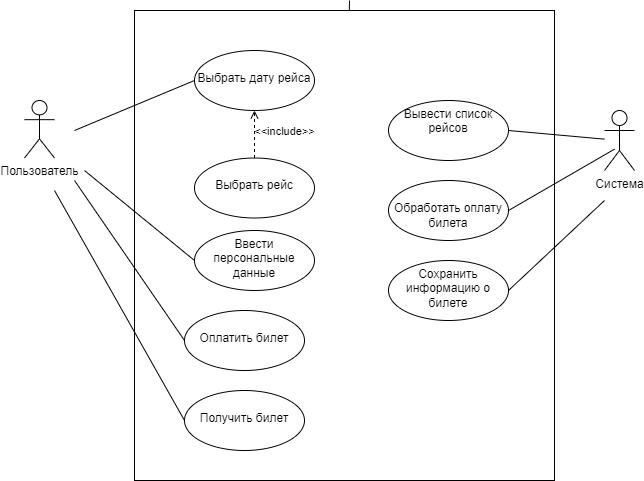 Выбрать дату рейса
<<include>>
Выбрать рейс
Ввести
персональные
данные
Оплатить билет
Получить билет
Пользователь
Вывести список
рейсов
Обработать оплату
билета
Сохранить
информацию о
билете
Система